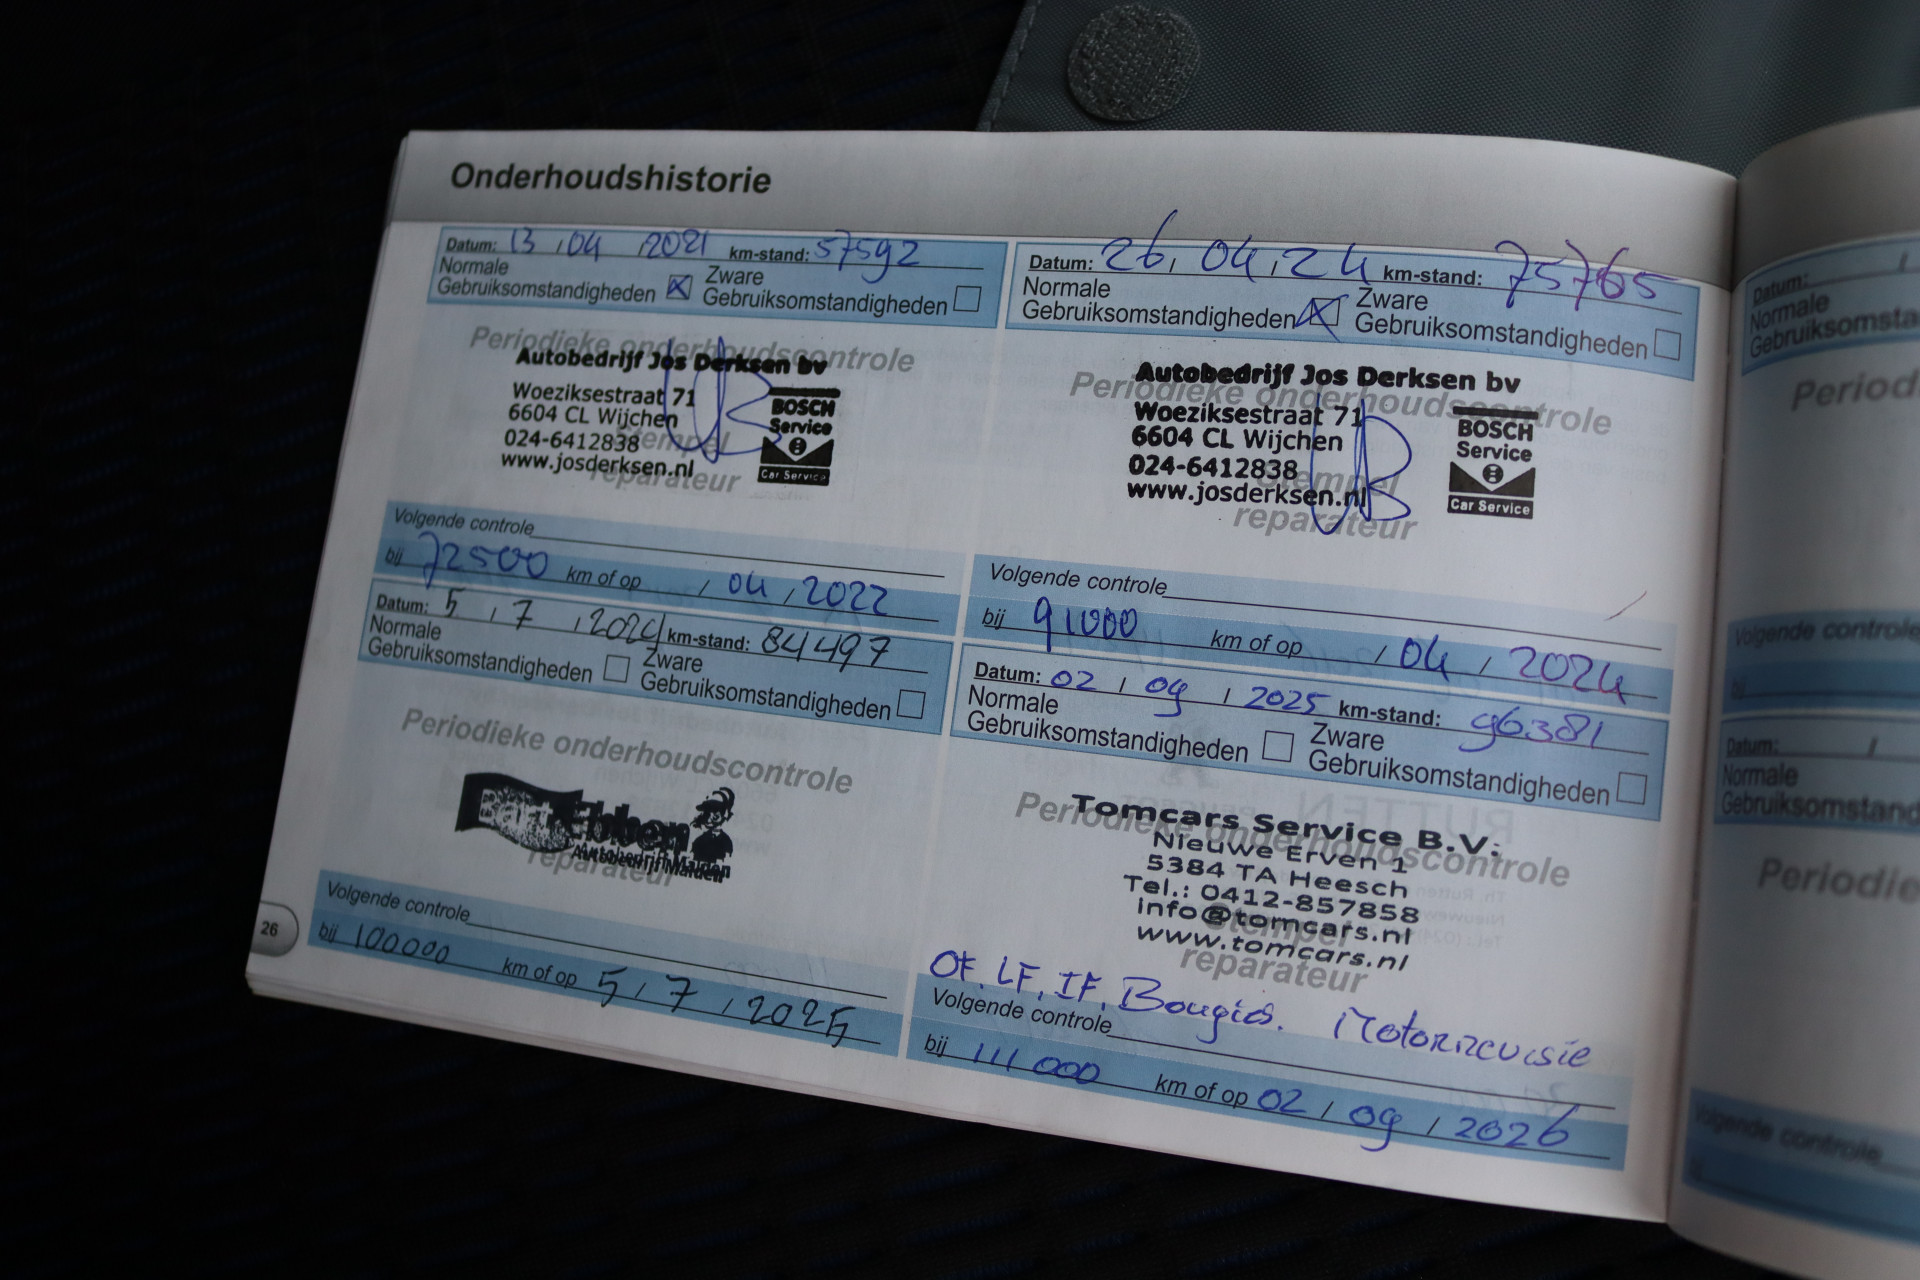 Onderhoudshistorie
Datum: 13 / 04 / 2021 km-stand: 57592
Normale Gebruiksomstandigheden Zware Gebruiksomstandigheden
Periodieke onderhoudscontrole
Autobedrijf Jos Derksen bv
Woeziksestraat 71
6604 CL Wijchen
024-6412838
www.josderksen.nl
Stempel
reparateur
BOSCH
Service
Car Service
Volgende controle
bij 72500 km of op / 04 / 2022
Datum: 26 / 04 / 24 km-stand: 75765
Normale Gebruiksomstandigheden Zware Gebruiksomstandigheden
Periodieke onderhoudscontrole
Autobedrijf Jos Derksen bv
Woeziksestraat 71
6604 CL Wijchen
024-6412838
www.josderksen.nl
Stempel
reparateur
BOSCH
Service
Car Service
Volgende controle
bij 91000 km of op / 04 / 2024
Datum: 5 / 7 / 2024 km-stand: 84497
Normale Gebruiksomstandigheden Zware Gebruiksomstandigheden
Periodieke onderhoudscontrole
Ebben
Autobedrijf Malden
reparateur
Volgende controle
bij 100000 km of op 5 / 7 / 2025
Datum: 02 / 09 / 2025 km-stand: 96381
Normale Gebruiksomstandigheden Zware Gebruiksomstandigheden
Periodieke onderhoudscontrole
Tomcars Service B.V.
Nieuwe Erven 1
5384 TA Heesch
Tel.: 0412-857858
info@tomcars.nl
www.tomcars.nl
Stempel
reparateur
OF. LF. IF. Bougies. Motorrevisie
Volgende controle
bij 111000 km of op 02 / 09 / 2026
26
Datum: /
Normale
Gebruiksomsta
Period
Volgende controle
Datum: /
Normale
Gebruiksomstand
Periodie
Volgende controle